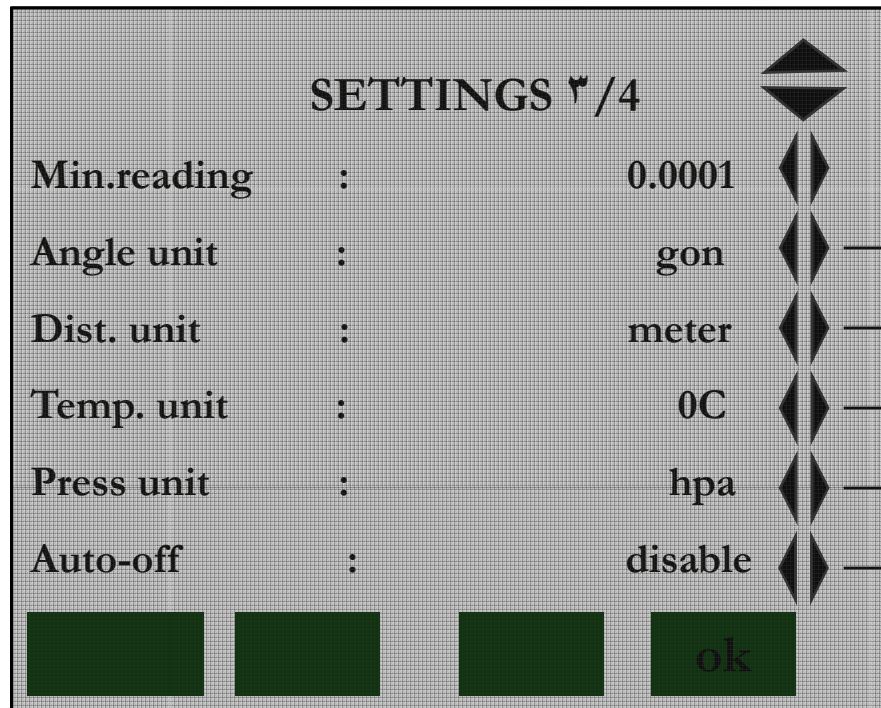 SETTINGS ۳/4
Min.reading : 0.0001
Angle unit : gon
Dist. unit : meter
Temp. unit : 0C
Press unit : hpa
Auto-off : disable
ok